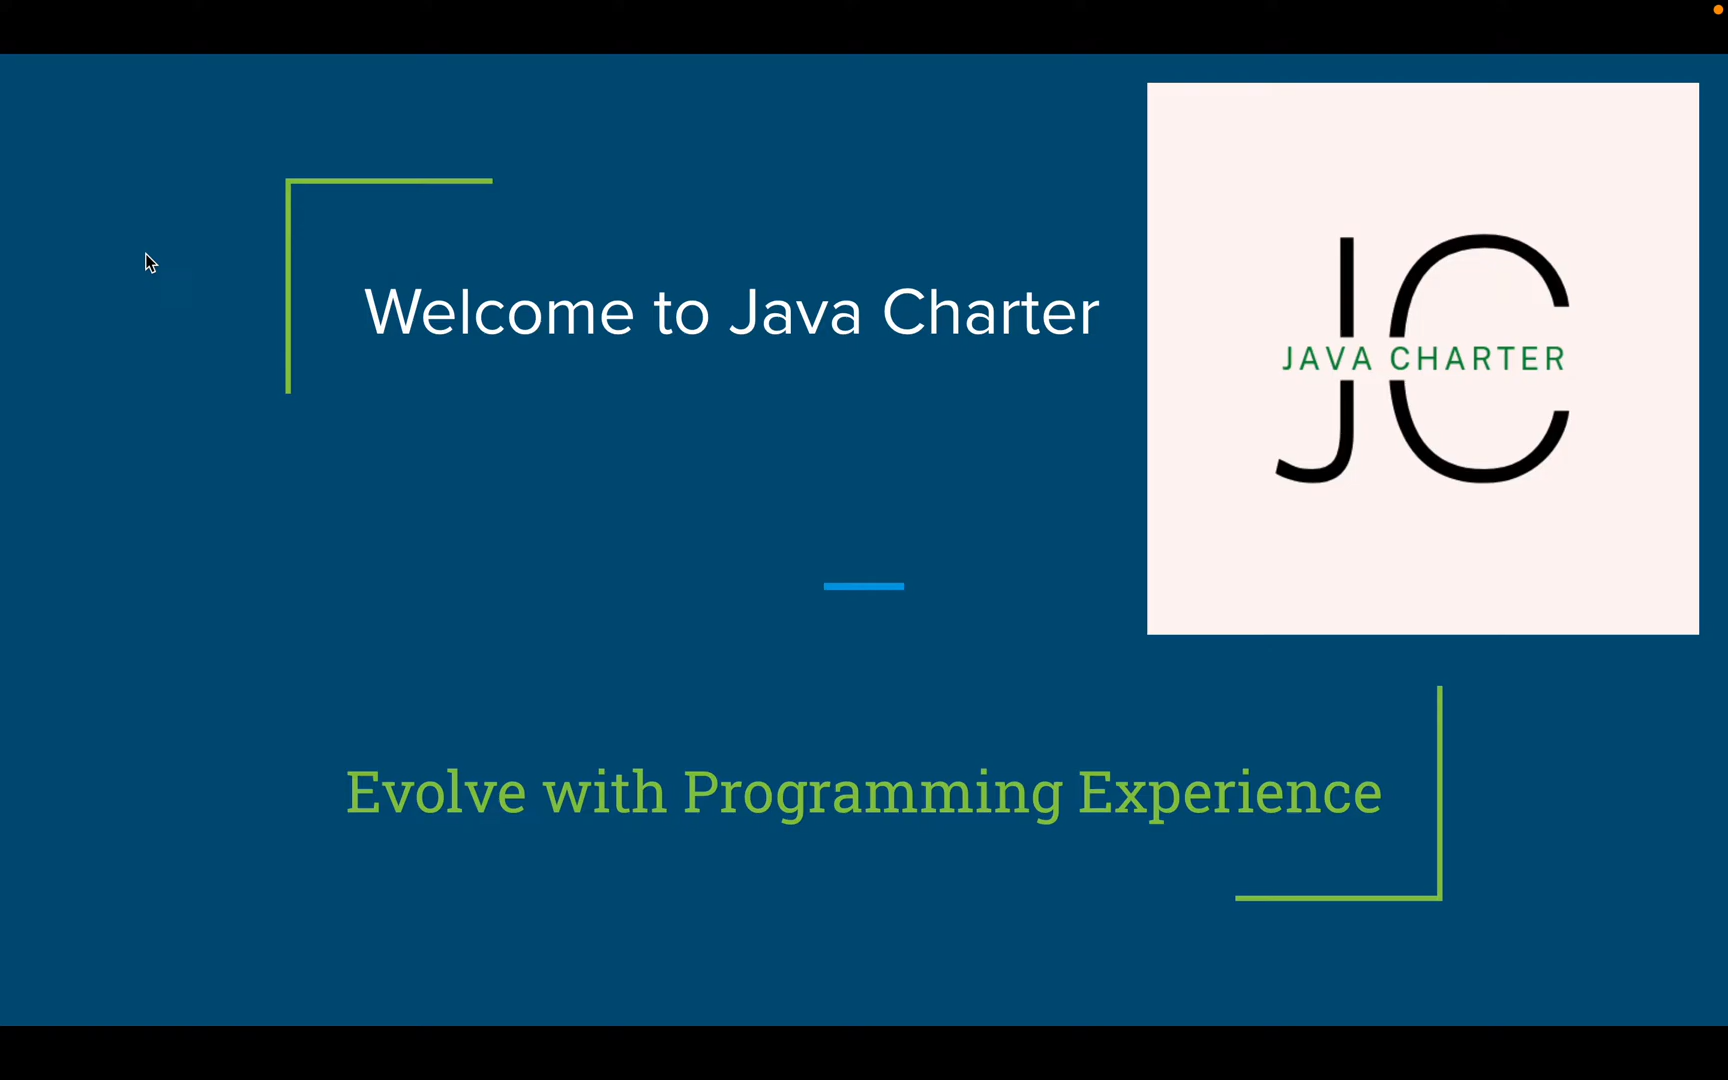 Welcome to Java Charter
JC
JAVA CHARTER
Evolve with Programming Experience